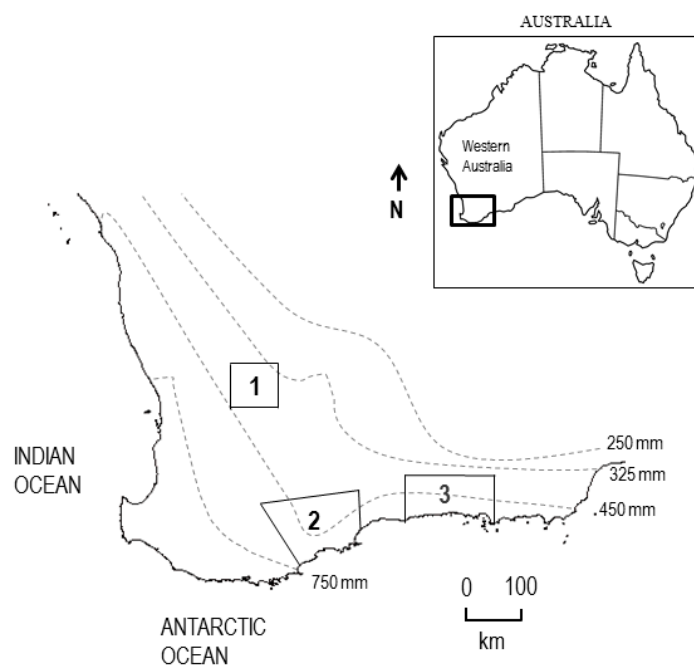 AUSTRALIA
Western
Australia
N
1
INDIAN
OCEAN
250 mm
325 mm
3
450 mm
2
750 mm
0 100
km
ANTARCTIC
OCEAN